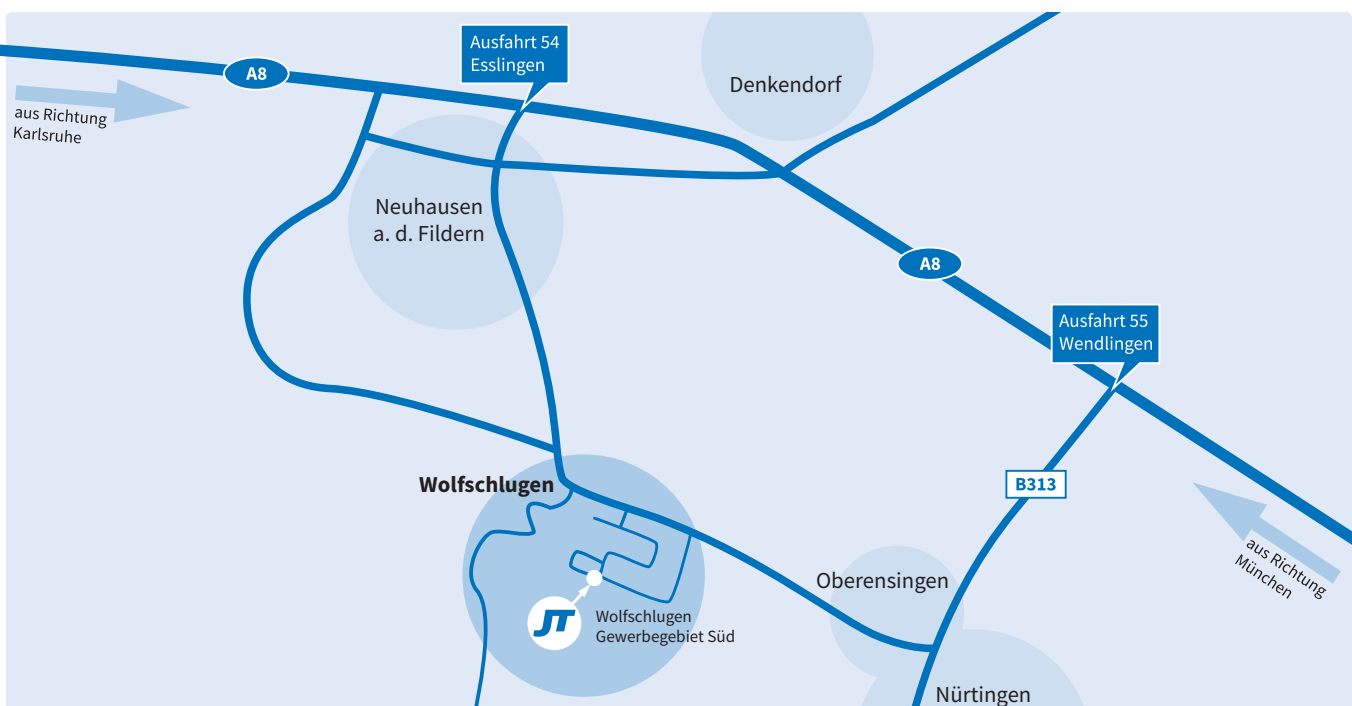 Ausfahrt 54
Esslingen
A8
Denkendorf
aus Richtung
Karlsruhe
Neuhausen
a. d. Fildern
A8
Ausfahrt 55
Wendlingen
Wolfschlugen
B313
aus Richtung
München
Oberensingen
JT
Wolfschlugen
Gewerbegebiet Süd
Nürtingen